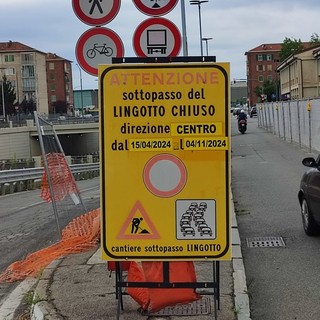 ATTENZIONE
sottopasso del
LINGOTTO CHIUSO
direzione CENTRO
dal 15/04/2024 al 04/11/2024
cantiere sottopasso LINGOTTO